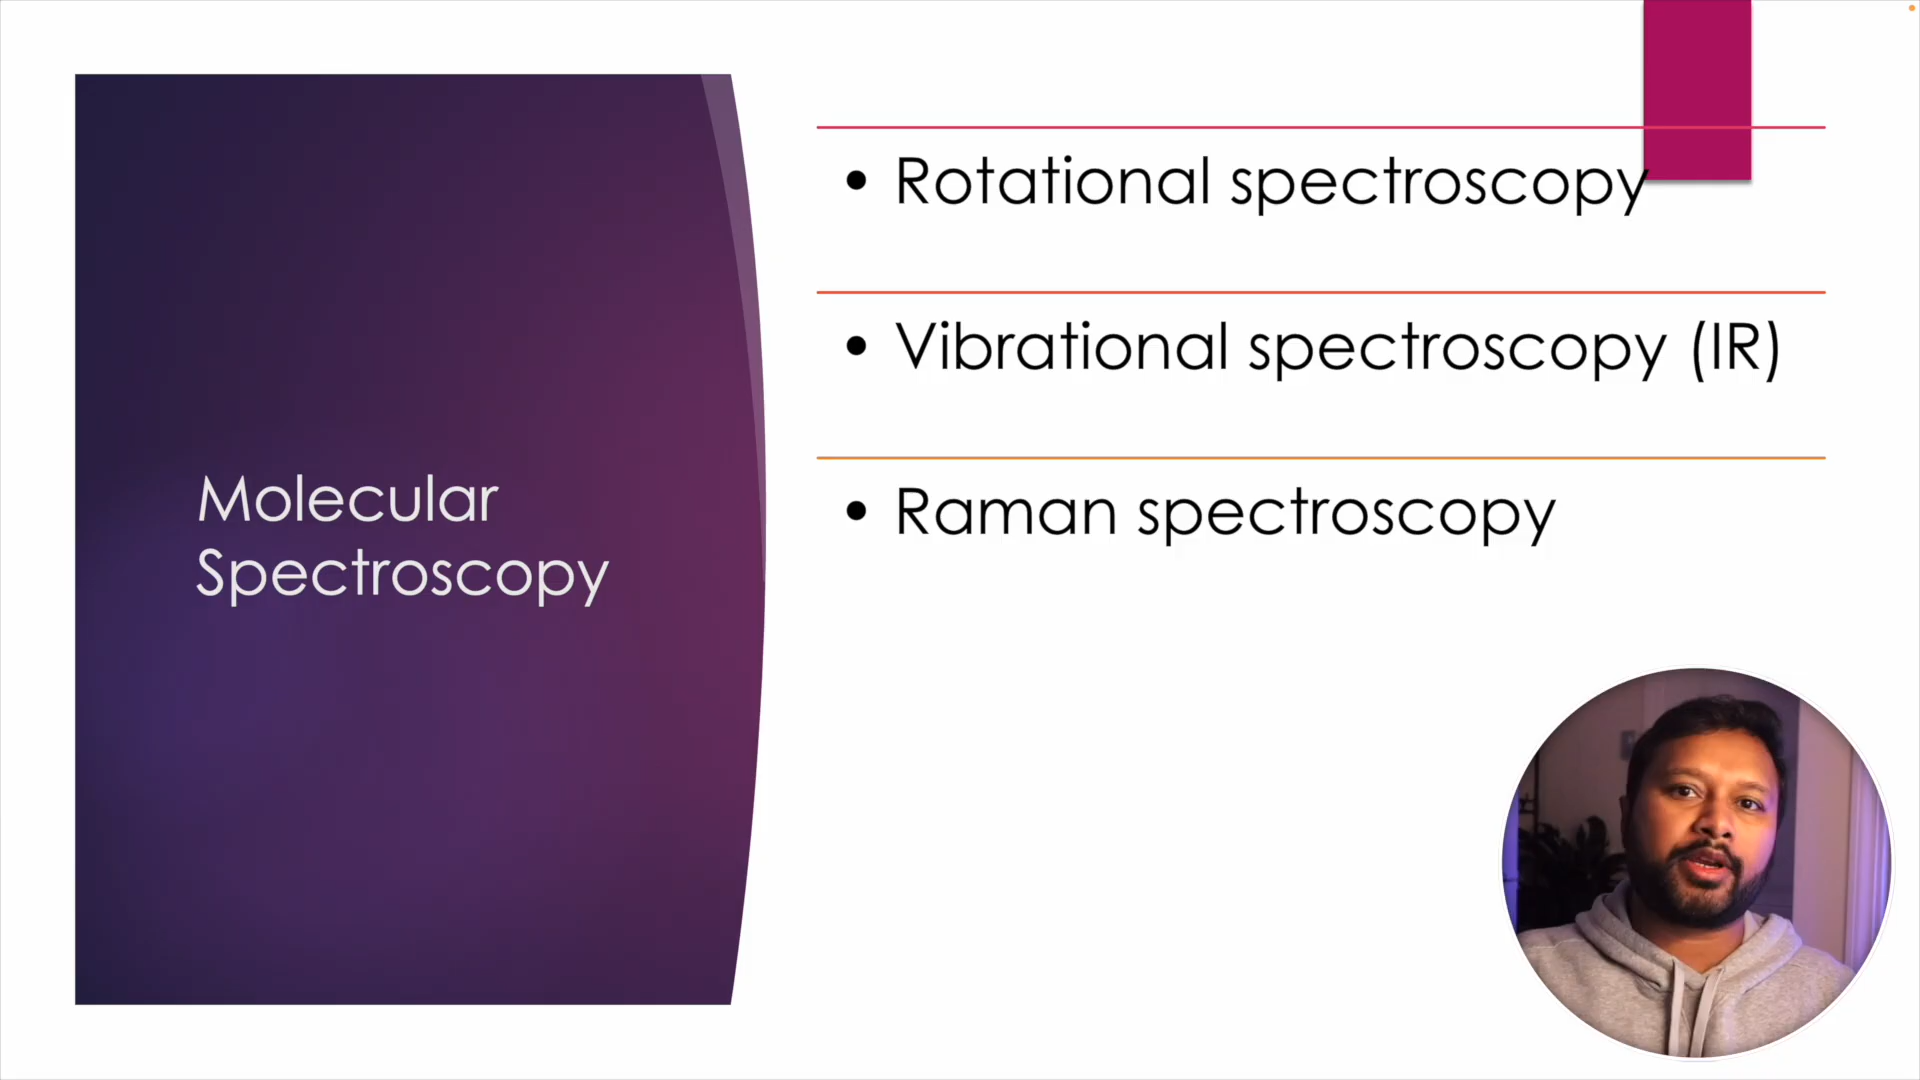 Molecular
Spectroscopy
• Rotational spectroscopy
• Vibrational spectroscopy (IR)
• Raman spectroscopy